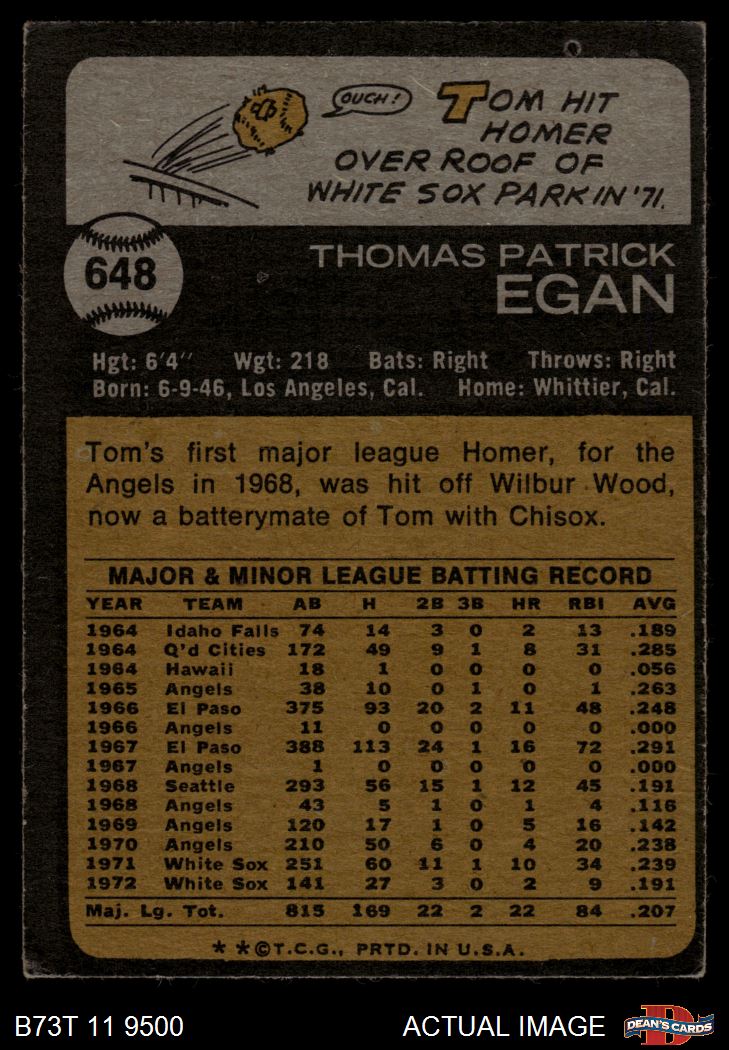 OUCH!
TOM HIT
HOMER
OVER ROOF OF
WHITE SOX PARK IN '71.
648
THOMAS PATRICK
EGAN
Hgt: 6'4" Wgt: 218 Bats: Right Throws: Right
Born: 6-9-46, Los Angeles, Cal. Home: Whittier, Cal.
Tom's first major league Homer, for the
Angels in 1968, was hit off Wilbur Wood,
now a batterymate of Tom with Chisox.
MAJOR & MINOR LEAGUE BATTING RECORD
YEAR TEAM AB H 2B 3B HR RBI AVG
1964 Idaho Falls 74 14 3 0 2 13 .189
1964 Q'd Cities 172 49 9 1 8 31 .285
1964 Hawaii 18 1 0 0 0 0 .056
1965 Angels 38 10 0 1 0 1 .263
1966 El Paso 375 93 20 2 11 48 .248
1966 Angels 11 0 0 0 0 0 .000
1967 El Paso 388 113 24 1 16 72 .291
1967 Angels 1 0 0 0 0 0 .000
1968 Seattle 293 56 15 1 12 45 .191
1968 Angels 43 5 1 0 1 4 .116
1969 Angels 120 17 1 0 5 16 .142
1970 Angels 210 50 6 0 4 20 .238
1971 White Sox 251 60 11 1 10 34 .239
1972 White Sox 141 27 3 0 2 9 .191
Maj. Lg. Tot. 815 169 22 2 22 84 .207
* * © T.C.G., PRTD. IN U.S.A.
B73T 11 9500 ACTUAL IMAGE D DEAN'S CARDS